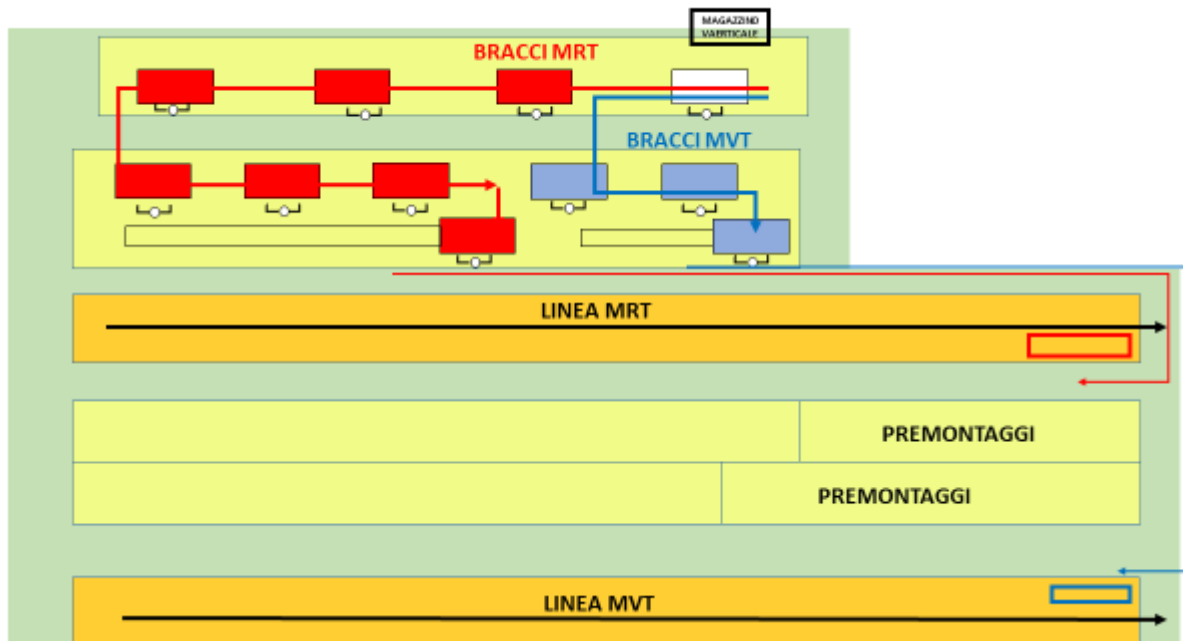 MAGAZZINO
VAERTICALE
BRACCI MRT
BRACCI MVT
LINEA MRT
PREMONTAGGI
PREMONTAGGI
LINEA MVT